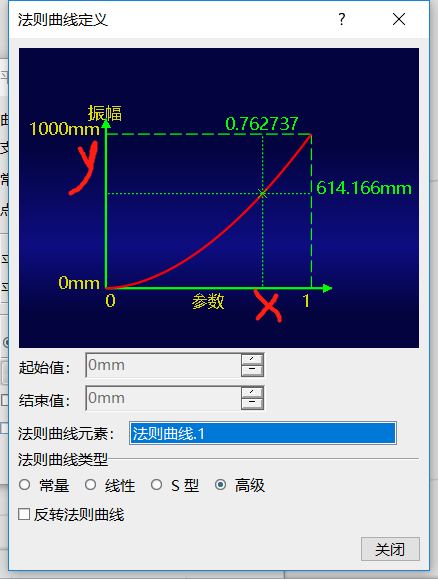 法则曲线定义 ? ×
振幅
0.762737
1000mm
y
614.166mm
0mm
0 参数 x 1
起始值: 0mm
结束值: 0mm
法则曲线元素: 法则曲线.1
法则曲线类型
常量 线性 S 型 高级
反转法则曲线
关闭